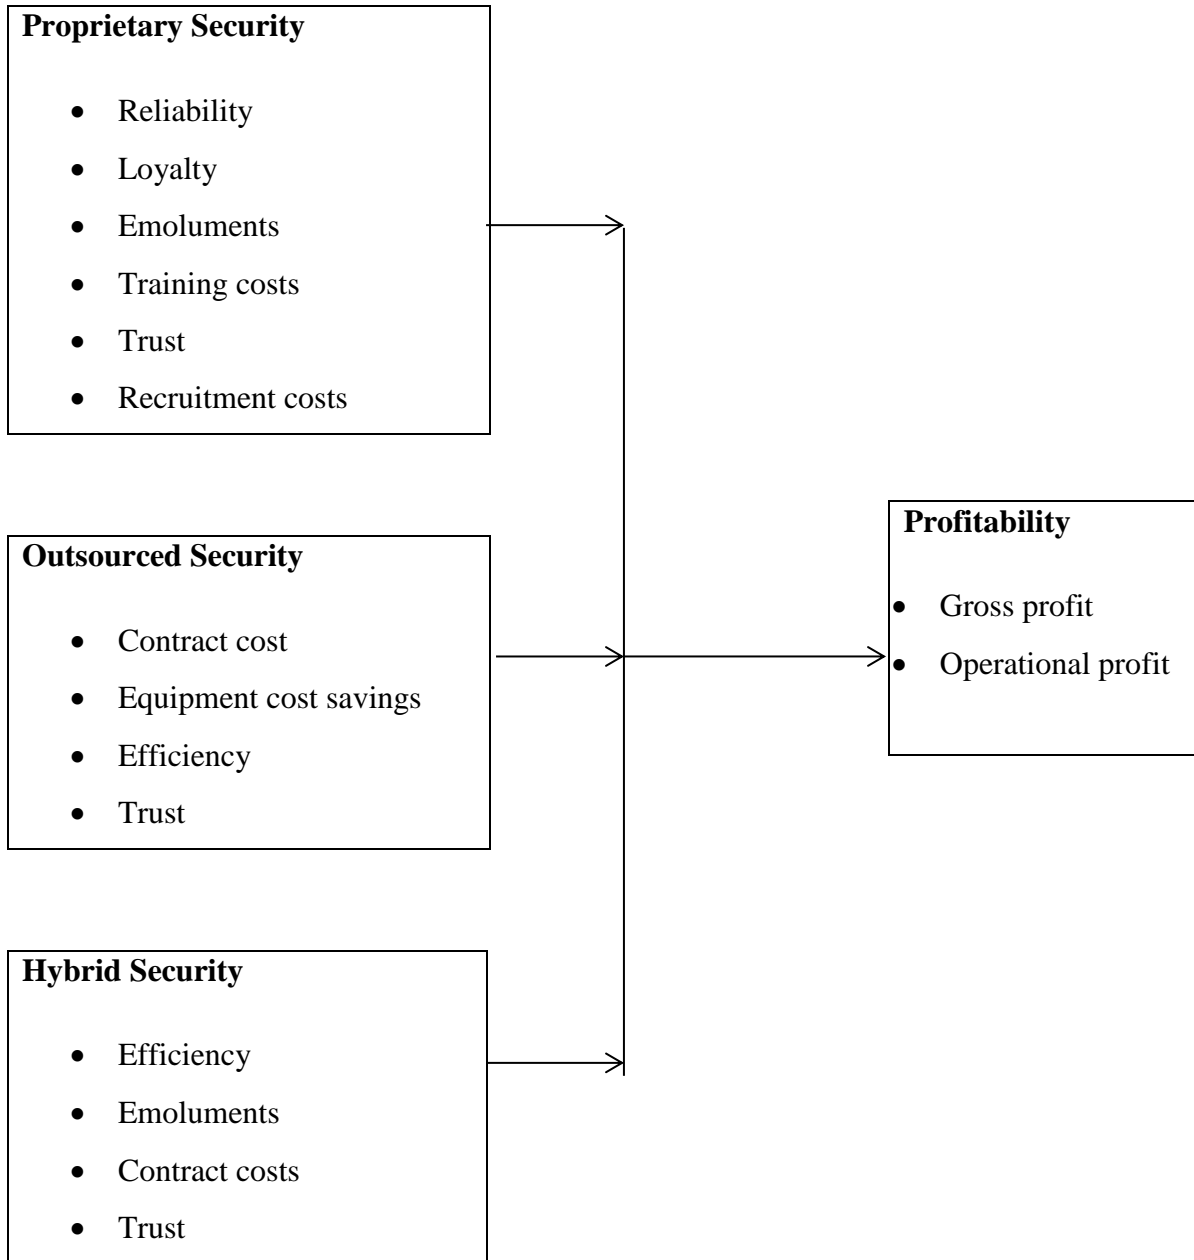 Proprietary Security
• Reliability
• Loyalty
• Emoluments
• Training costs
• Trust
• Recruitment costs
Outsourced Security
• Contract cost
• Equipment cost savings
• Efficiency
• Trust
Hybrid Security
• Efficiency
• Emoluments
• Contract costs
• Trust
Profitability
• Gross profit
• Operational profit